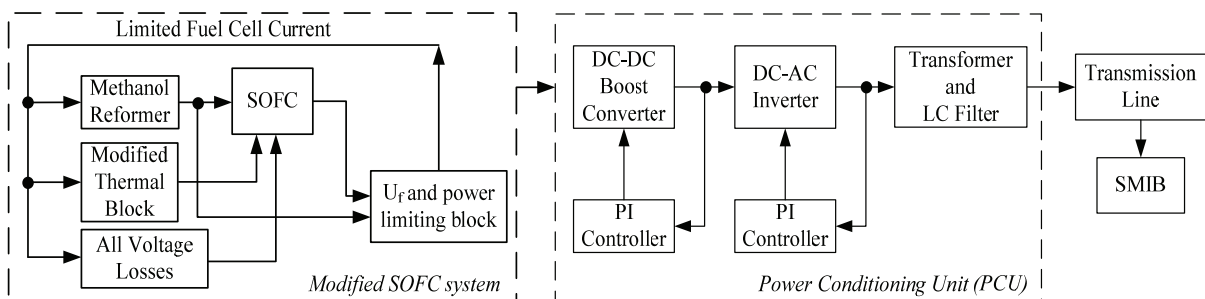 Limited Fuel Cell Current
Methanol
Reformer
SOFC
Modified
Thermal
Block
All Voltage
Losses
Uf and power
limiting block
Modified SOFC system
DC-DC
Boost
Converter
DC-AC
Inverter
Transformer
and
LC Filter
PI
Controller
PI
Controller
Power Conditioning Unit (PCU)
Transmission
Line
SMIB